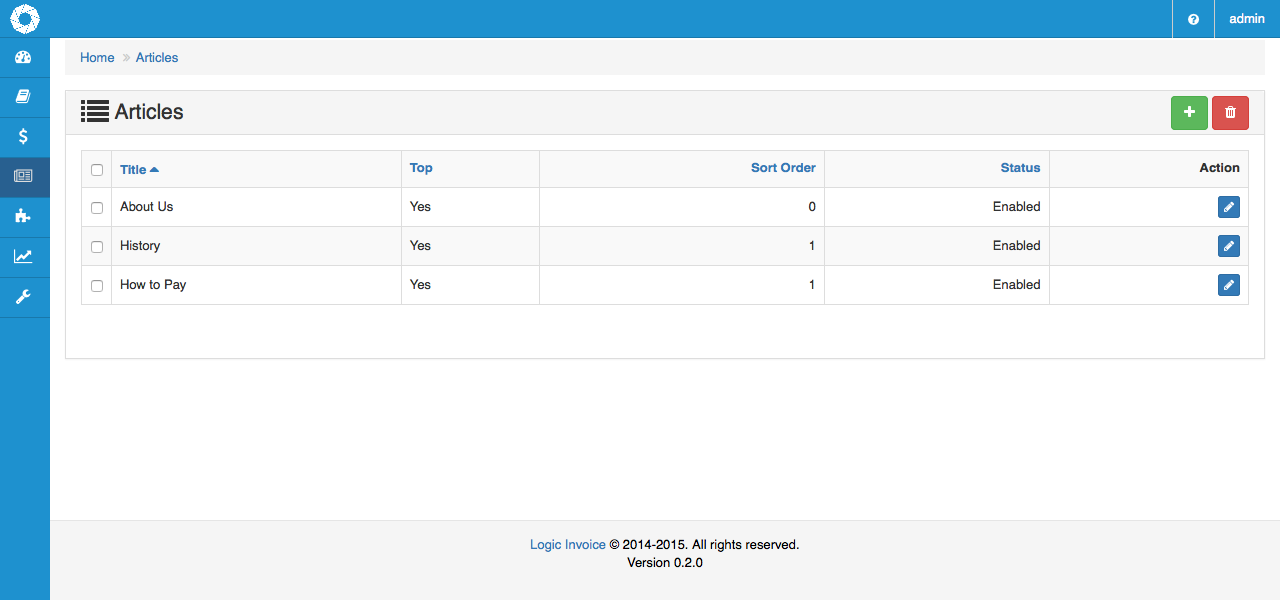 admin
Home » Articles
Articles
Title Top Sort Order Status Action
About Us Yes 0 Enabled
History Yes 1 Enabled
How to Pay Yes 1 Enabled
Logic Invoice © 2014-2015. All rights reserved.
Version 0.2.0